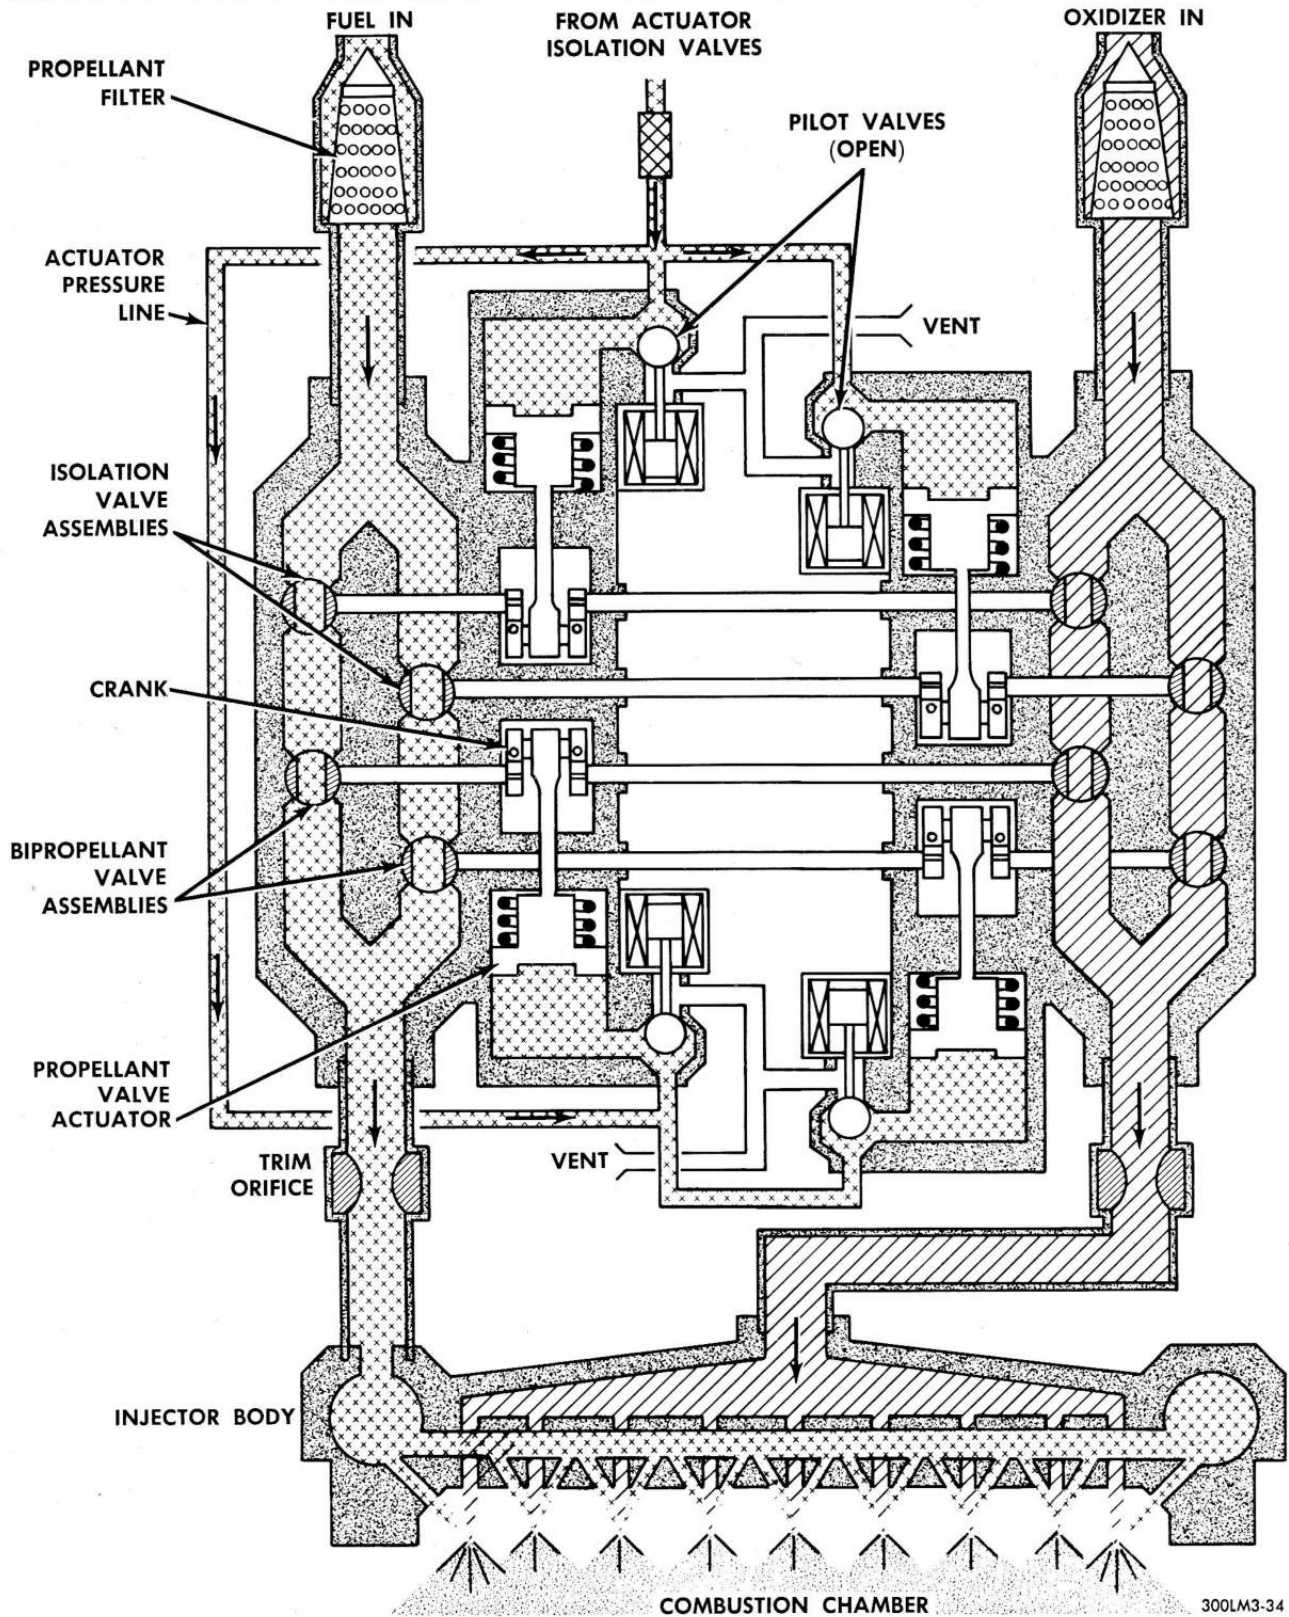 FUEL IN
FROM ACTUATOR
ISOLATION VALVES
OXIDIZER IN
PROPELLANT
FILTER
PILOT VALVES
(OPEN)
ACTUATOR
PRESSURE
LINE
VENT
ISOLATION
VALVE
ASSEMBLIES
CRANK
BIPROPELLANT
VALVE
ASSEMBLIES
PROPELLANT
VALVE
ACTUATOR
TRIM
ORIFICE
VENT
INJECTOR BODY
COMBUSTION CHAMBER
300LM3-34